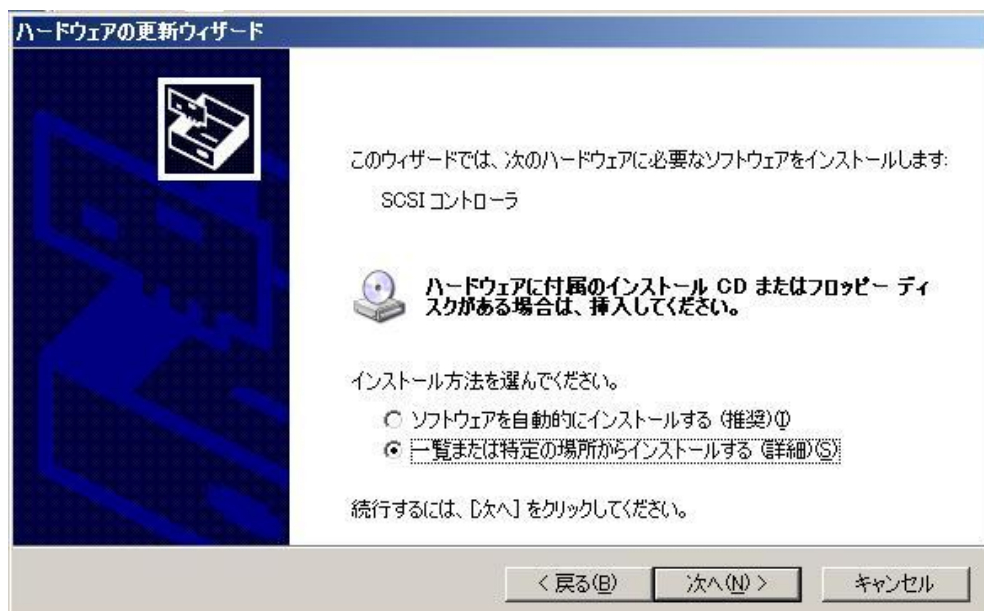 ハードウェアの更新ウィザード
このウィザードでは、次のハードウェアに必要なソフトウェアをインストールします:
SCSI コントローラ
ハードウェアに付属のインストール CD またはフロッピー ディ
スクがある場合は、挿入してください。
インストール方法を選んでください。
ソフトウェアを自動的にインストールする (推奨)(I)
一覧または特定の場所からインストールする (詳細)(S)
続行するには、[次へ] をクリックしてください。
< 戻る(B)
次へ(N) >
キャンセル